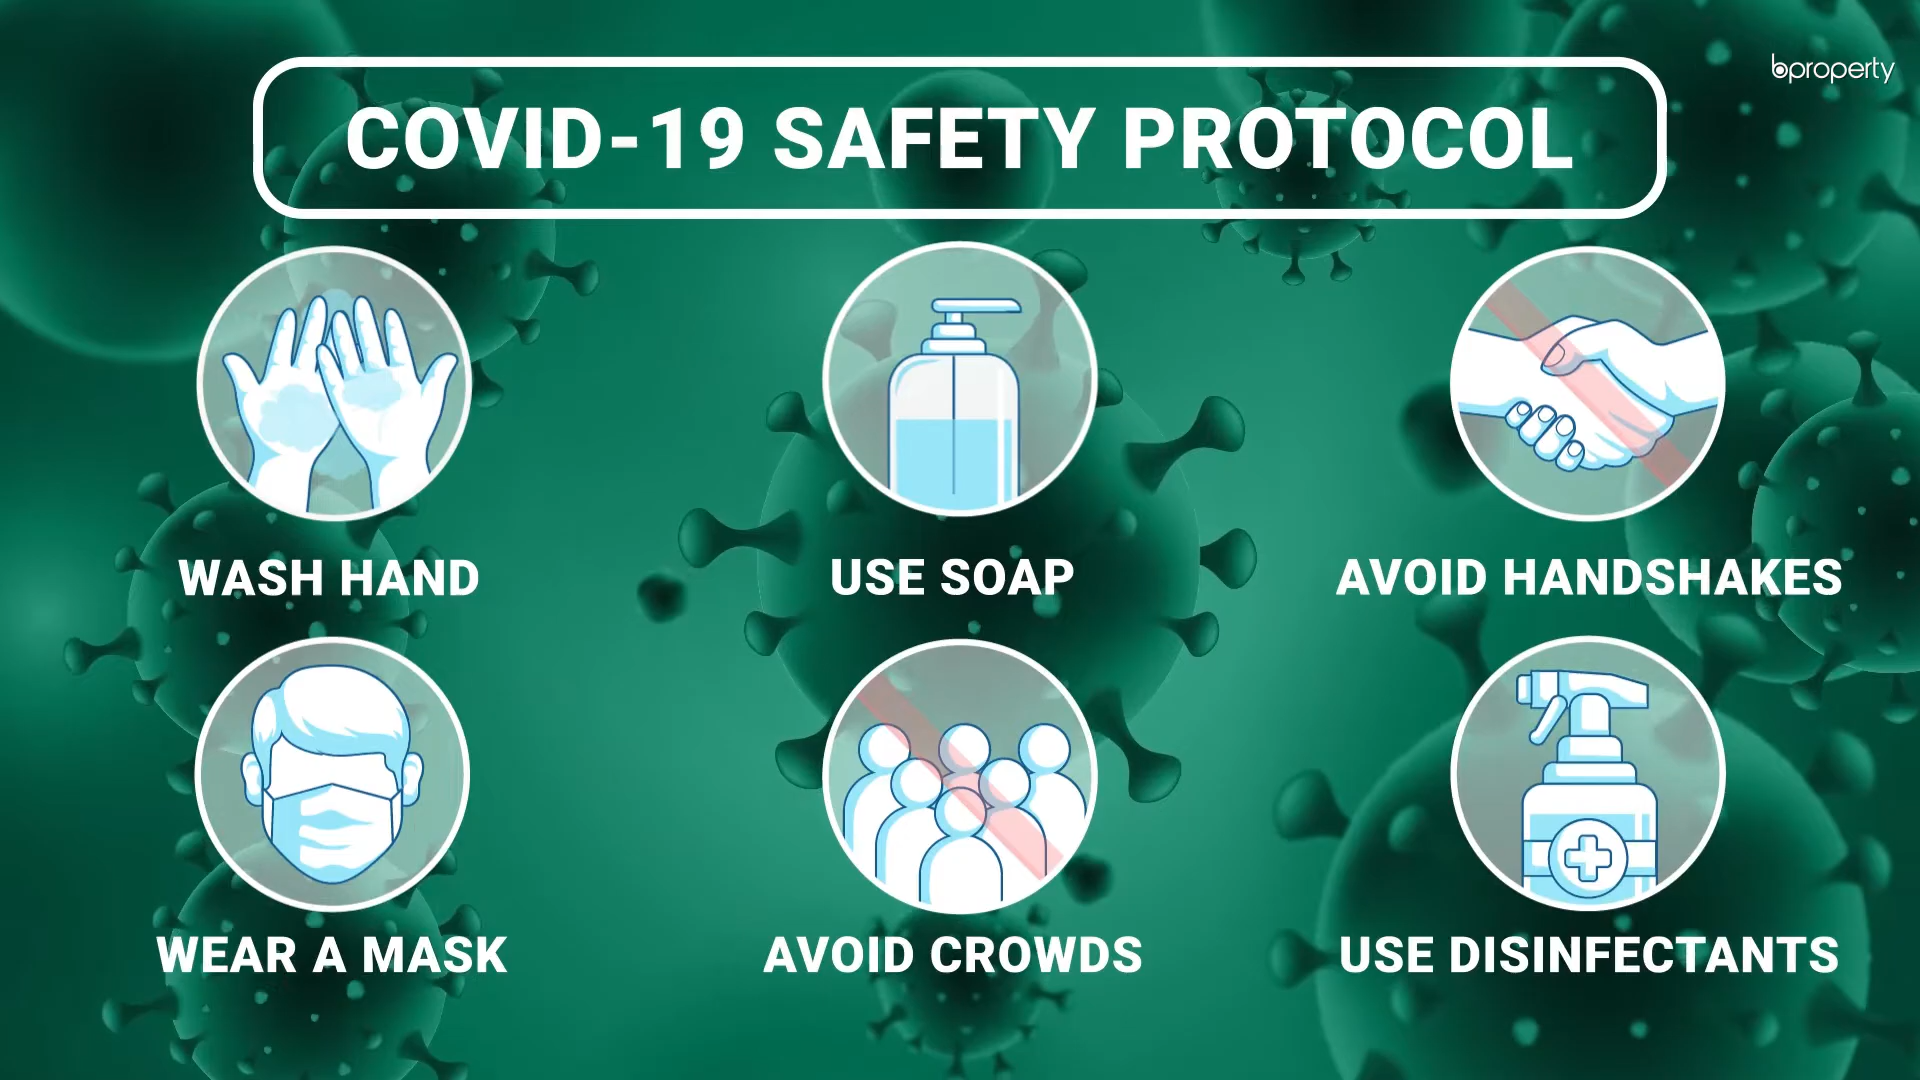 bproperty
COVID-19 SAFETY PROTOCOL
WASH HAND
USE SOAP
AVOID HANDSHAKES
WEAR A MASK
AVOID CROWDS
USE DISINFECTANTS